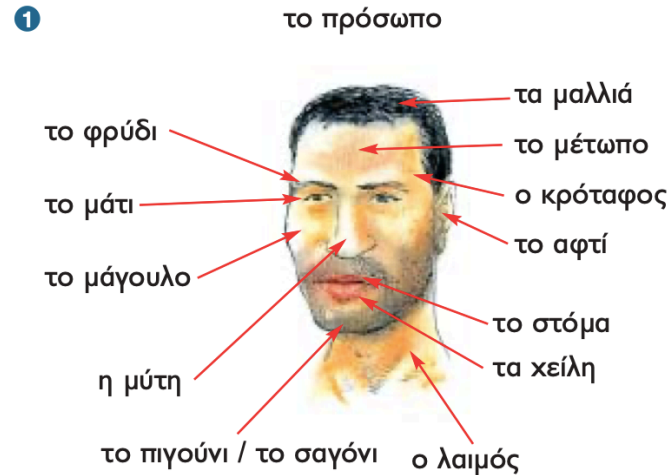 1
το πρόσωπο
τα μαλλιά
το φρύδι
το μέτωπο
το μάτι
ο κρόταφος
το αφτί
το μάγουλο
το στόμα
τα χείλη
η μύτη
το πιγούνι / το σαγόνι
ο λαιμός